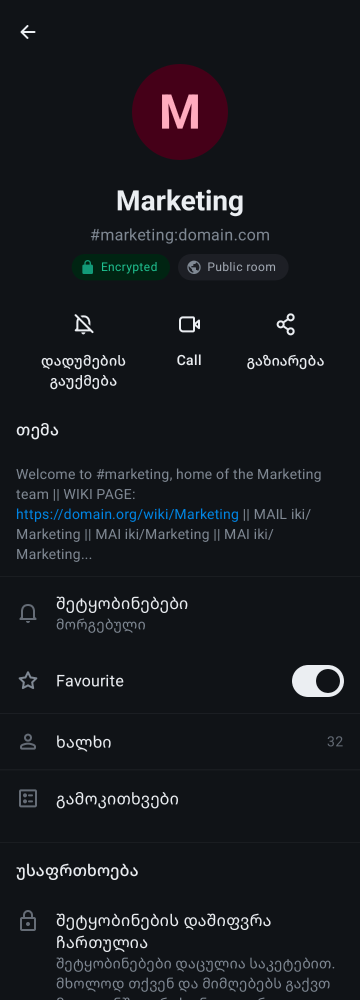 M
Marketing
#marketing:domain.com
Encrypted
Public room
დადუმების
გაუქმება
Call
გაზიარება
თემა
Welcome to #marketing, home of the Marketing
team || WIKI PAGE:
https://domain.org/wiki/Marketing || MAIL iki/
Marketing || MAI iki/Marketing || MAI iki/
Marketing...
შეტყობინებები
მორგებული
Favourite
ხალხი
32
გამოკითხვები
უსაფრთხოება
შეტყობინების დაშიფვრა
ჩართულია
შეტყობინებები დაცულია საკეტებით.
მხოლოდ თქვენ და მიმღებებს გაქვთ